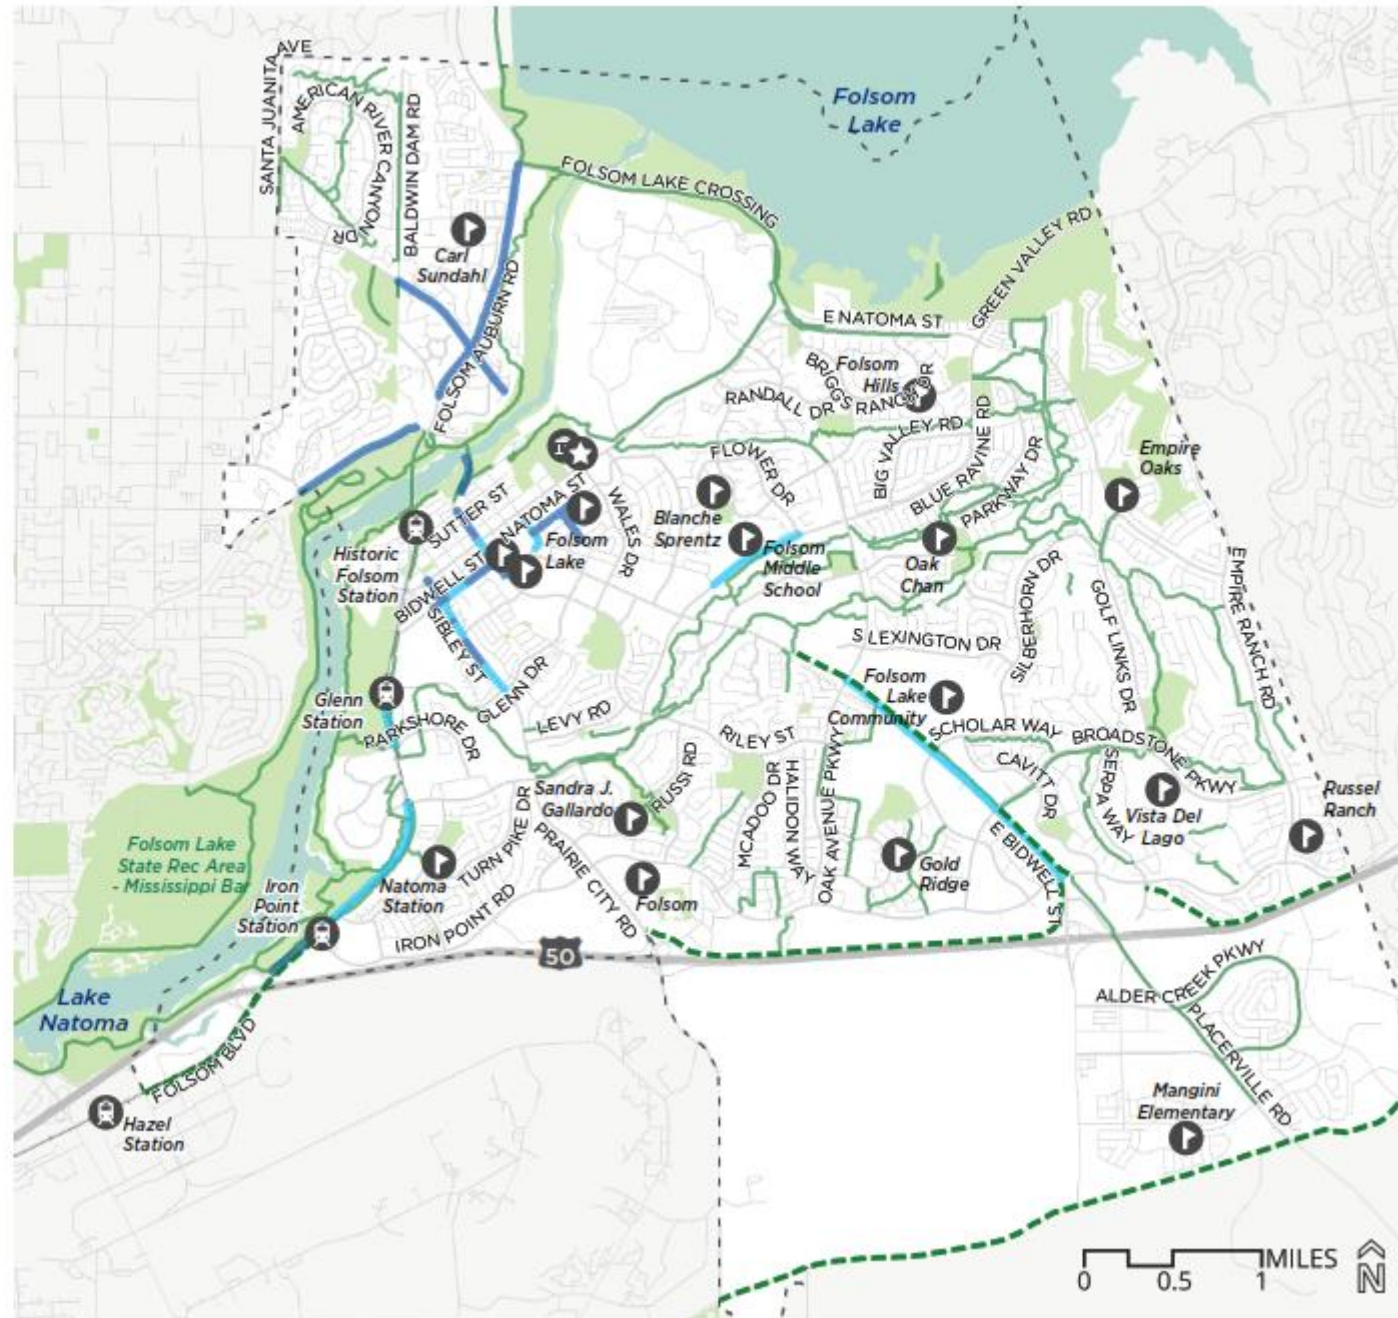 SANTA JUANITA AVE
AMERICAN RIVER CANYON DR
BALDWIN DAM RD
Folsom
Lake
FOLSOM LAKE CROSSING
Carl
Sundahl
FOLSOM AUBURN RD
GREEN VALLEY RD
E NATOMA ST
Folsom
Hills
BRIGGS RANCH DR
RANDALL DR
FLOWER DR
BIG VALLEY RD
BLUE RAVINE RD
PARKWAY DR
Empire
Oaks
SUTTER ST
NATOMA ST
WALES DR
Blanche
Sprentz
Folsom
Lake
Folsom
Middle
School
Oak
Chan
Historic
Folsom
Station
BIDWELL ST
SIBLEY ST
S LEXINGTON DR
SILBERHORN DR
GOLF LINKS DR
EMPIRE RANCH RD
Glenn
Station
GLENN DR
Folsom
Lake
Community
PARKSHORE DR
LEVY RD
RILEY ST
SCHOLAR WAY
BROADSTONE PKWY
CAVITT DR
SERPA WAY
RUSSI RD
MCADOO DR
HALIDON WAY
OAK AVENUE PKWY
Sandra J.
Gallardo
Vista Del
Lago
Russel
Ranch
Folsom Lake
State Rec Area
- Mississippi Bar
TURN PIKE DR
PRAIRIE CITY RD
E BIDWELL ST
Gold
Ridge
Natoma
Station
Iron
Point
Station
Folsom
IRON POINT RD
50
Lake
Natoma
FOLSOM BLVD
ALDER CREEK PKWY
PLACERVILLE RD
Hazel
Station
Mangini
Elementary
0 0.5 1 MILES
N